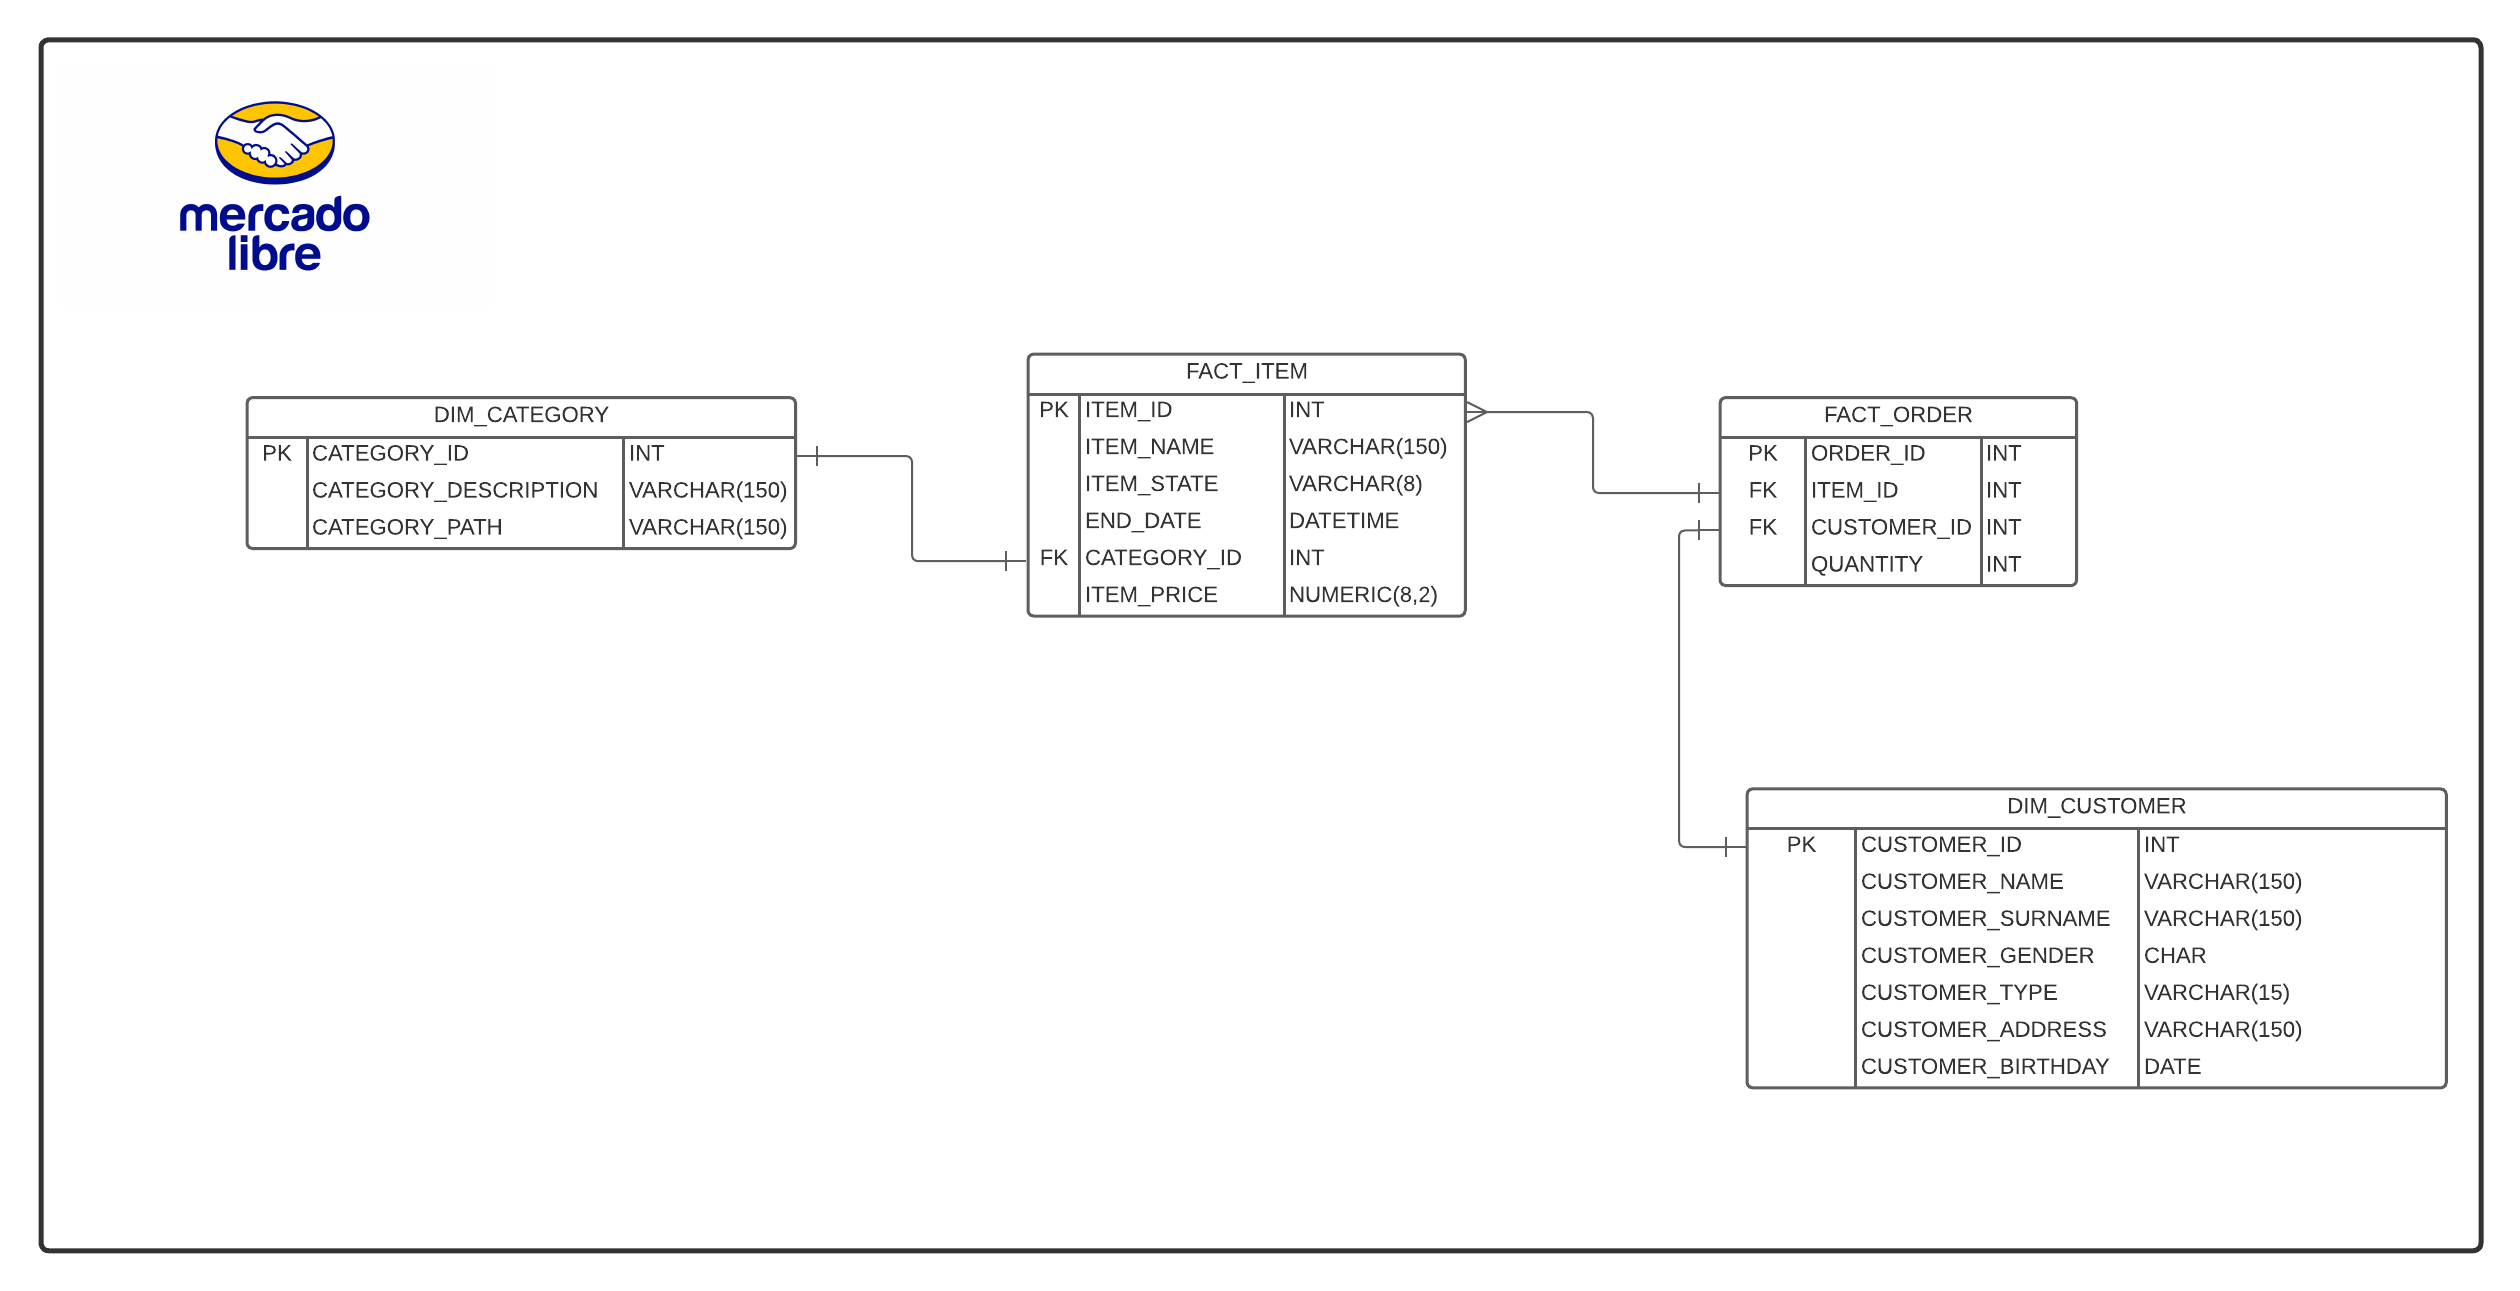 mercado
libre
DIM_CATEGORY
PK CATEGORY_ID INT
CATEGORY_DESCRIPTION VARCHAR(150)
CATEGORY_PATH VARCHAR(150)
FACT_ITEM
PK ITEM_ID INT
ITEM_NAME VARCHAR(150)
ITEM_STATE VARCHAR(8)
END_DATE DATETIME
FK CATEGORY_ID INT
ITEM_PRICE NUMERIC(8,2)
FACT_ORDER
PK ORDER_ID INT
FK ITEM_ID INT
FK CUSTOMER_ID INT
QUANTITY INT
DIM_CUSTOMER
PK CUSTOMER_ID INT
CUSTOMER_NAME VARCHAR(150)
CUSTOMER_SURNAME VARCHAR(150)
CUSTOMER_GENDER CHAR
CUSTOMER_TYPE VARCHAR(15)
CUSTOMER_ADDRESS VARCHAR(150)
CUSTOMER_BIRTHDAY DATE